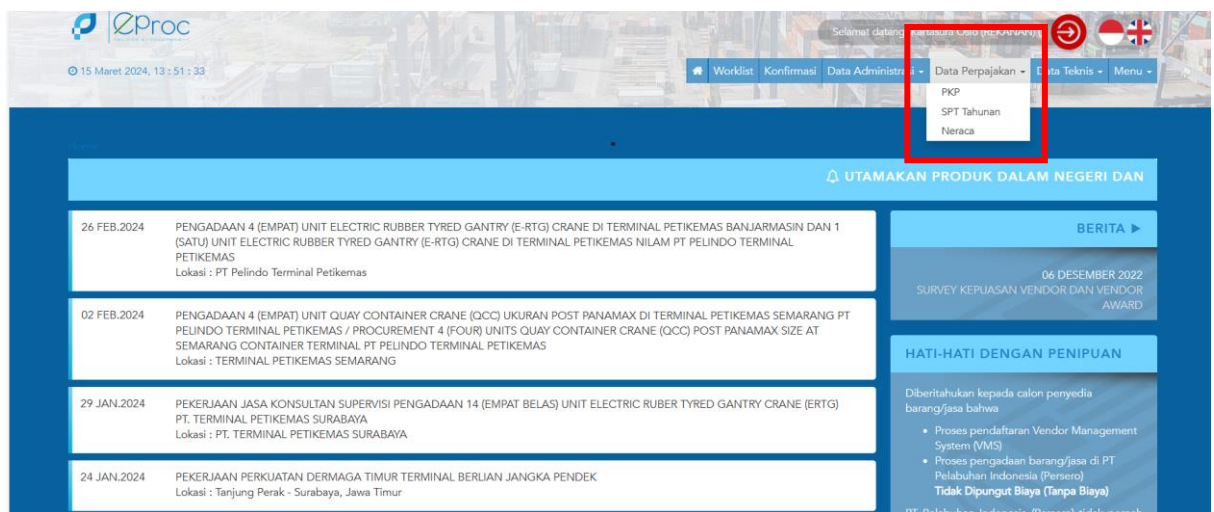 eProc
Selamat datang, Kartasura Oslo (REKANAN)
15 Maret 2024, 13 : 51 : 33
Worklist Konfirmasi Data Administrasi Data Perpajakan Data Teknis Menu
PKP
SPT Tahunan
Neraca
Home
UTAMAKAN PRODUK DALAM NEGERI DAN
26 FEB.2024 PENGADAAN 4 (EMPAT) UNIT ELECTRIC RUBBER TYRED GANTRY (E-RTG) CRANE DI TERMINAL PETIKEMAS BANJARMASIN DAN 1
(SATU) UNIT ELECTRIC RUBBER TYRED GANTRY (E-RTG) CRANE DI TERMINAL PETIKEMAS NILAM PT PELINDO TERMINAL
PETIKEMAS
Lokasi : PT Pelindo Terminal Petikemas
02 FEB.2024 PENGADAAN 4 (EMPAT) UNIT QUAY CONTAINER CRANE (QCC) UKURAN POST PANAMAX DI TERMINAL PETIKEMAS SEMARANG PT
PELINDO TERMINAL PETIKEMAS / PROCUREMENT 4 (FOUR) UNITS QUAY CONTAINER CRANE (QCC) POST PANAMAX SIZE AT
SEMARANG CONTAINER TERMINAL PT PELINDO TERMINAL PETIKEMAS
Lokasi : TERMINAL PETIKEMAS SEMARANG
29 JAN.2024 PEKERJAAN JASA KONSULTAN SUPERVISI PENGADAAN 14 (EMPAT BELAS) UNIT ELECTRIC RUBER TYRED GANTRY CRANE (ERTG)
PT. TERMINAL PETIKEMAS SURABAYA
Lokasi : PT. TERMINAL PETIKEMAS SURABAYA
24 JAN.2024 PEKERJAAN PERKUATAN DERMAGA TIMUR TERMINAL BERLIAN JANGKA PENDEK
Lokasi : Tanjung Perak - Surabaya, Jawa Timur
BERITA
06 DESEMBER 2022
SURVEY KEPUASAN VENDOR DAN VENDOR
AWARD
HATI-HATI DENGAN PENIPUAN
Diberitahukan kepada calon penyedia
barang/jasa bahwa
• Proses pendaftaran Vendor Management
System (VMS)
• Proses pengadaan barang/jasa di PT
Pelabuhan Indonesia (Persero)
Tidak Dipungut Biaya (Tanpa Biaya)
PT. Pelabuhan Indonesia (Persero) tidak pernah